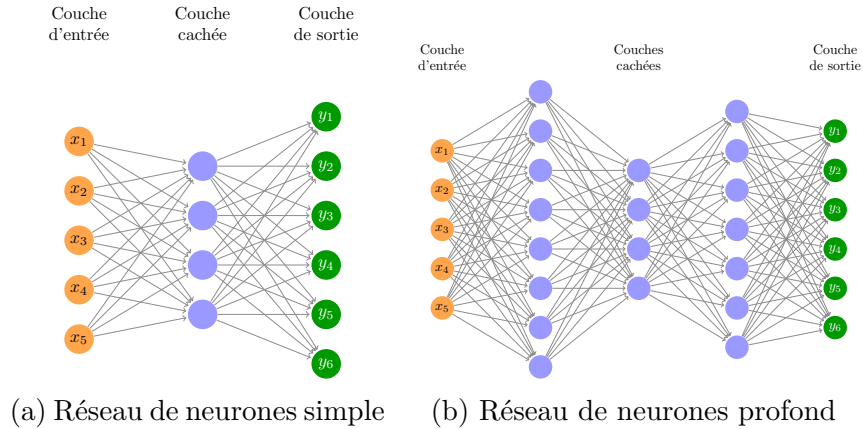 Couche
d'entrée
Couche
cachée
Couche
de sortie
x1
x2
x3
x4
x5
y1
y2
y3
y4
y5
y6
(a) Réseau de neurones simple
Couche
d'entrée
Couches
cachées
Couche
de sortie
x1
x2
x3
x4
x5
y1
y2
y3
y4
y5
y6
(b) Réseau de neurones profond